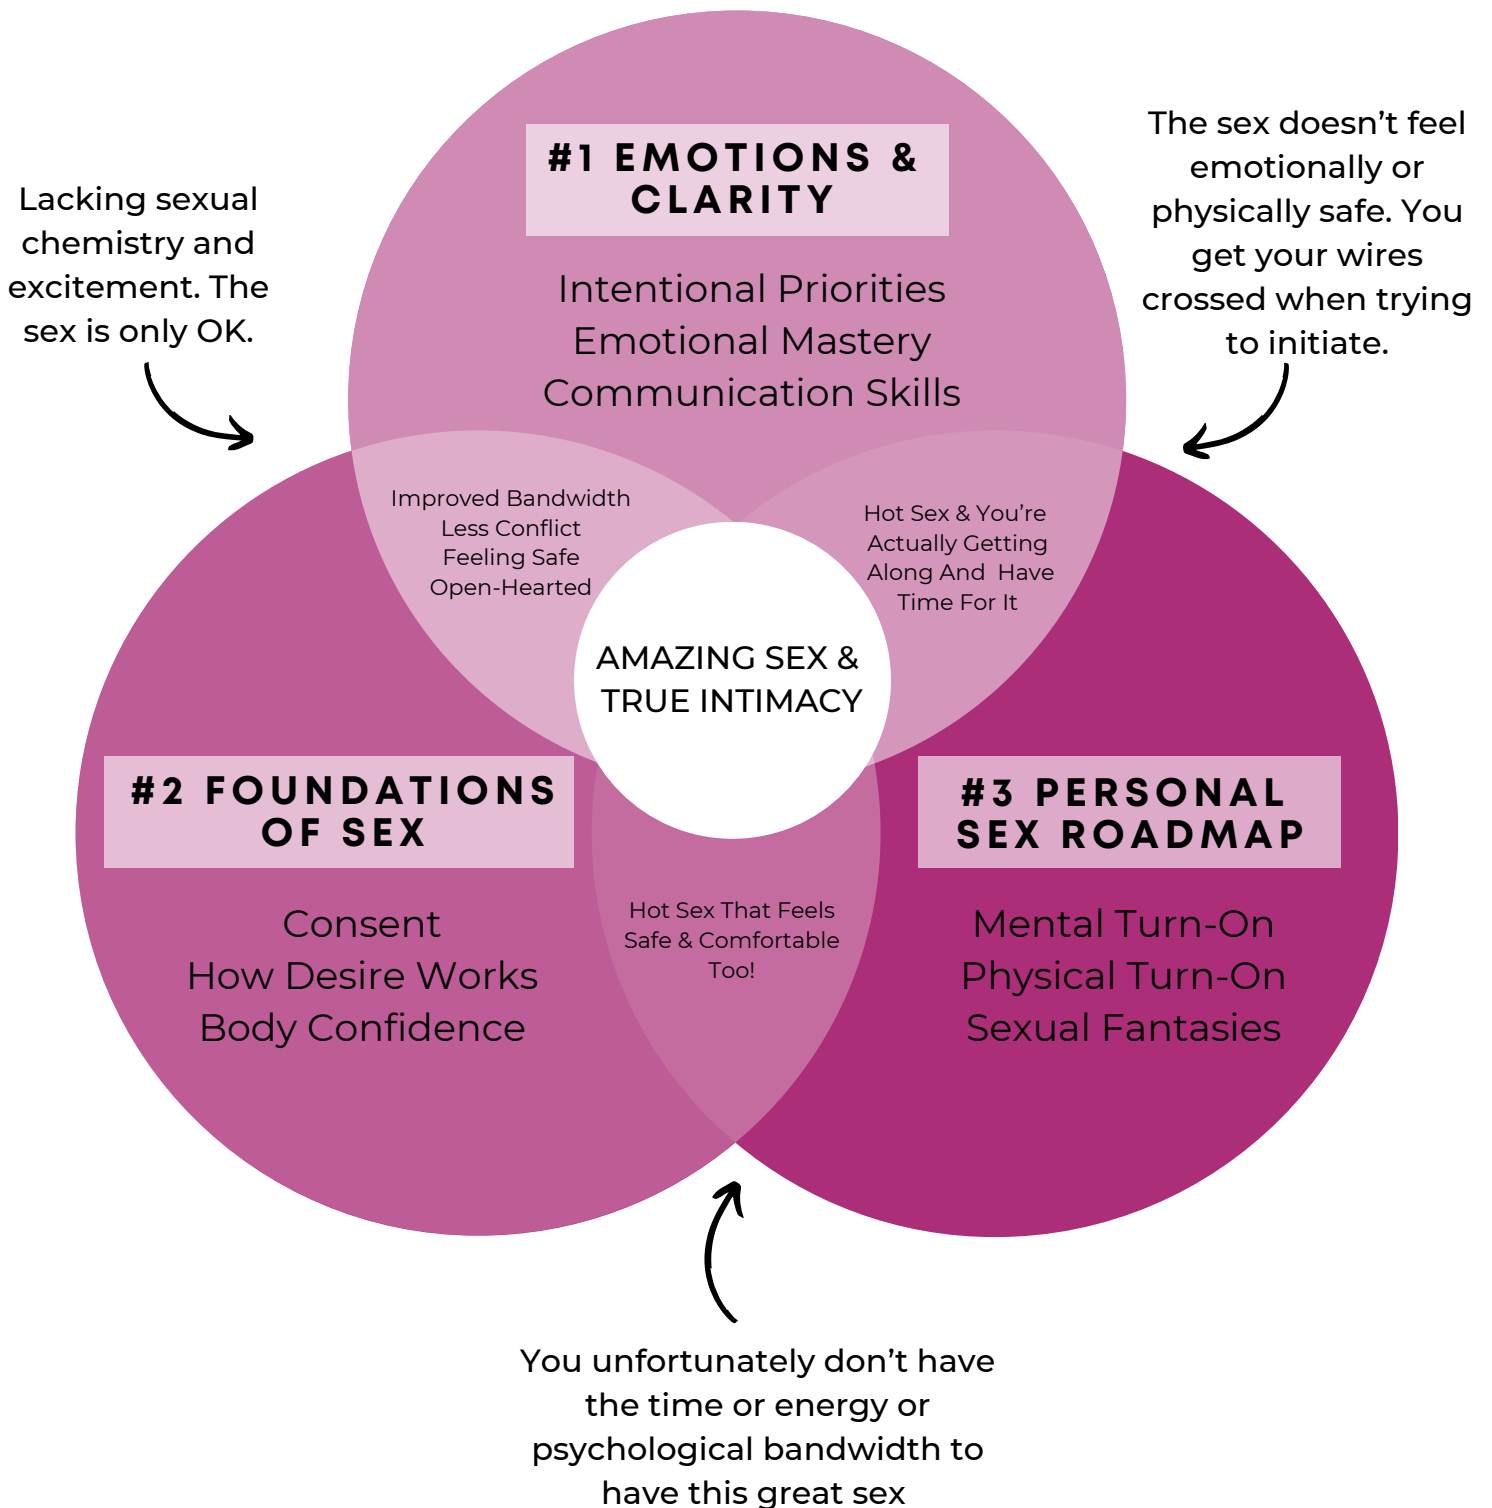 #1 EMOTIONS &
CLARITY
Intentional Priorities
Emotional Mastery
Communication Skills
Lacking sexual
chemistry and
excitement. The
sex is only OK.
The sex doesn’t feel
emotionally or
physically safe. You
get your wires
crossed when trying
to initiate.
Improved Bandwidth
Less Conflict
Feeling Safe
Open-Hearted
Hot Sex & You’re
Actually Getting
Along And Have
Time For It
AMAZING SEX &
TRUE INTIMACY
#2 FOUNDATIONS
OF SEX
Consent
How Desire Works
Body Confidence
Hot Sex That Feels
Safe & Comfortable
Too!
#3 PERSONAL
SEX ROADMAP
Mental Turn-On
Physical Turn-On
Sexual Fantasies
You unfortunately don’t have
the time or energy or
psychological bandwidth to
have this great sex